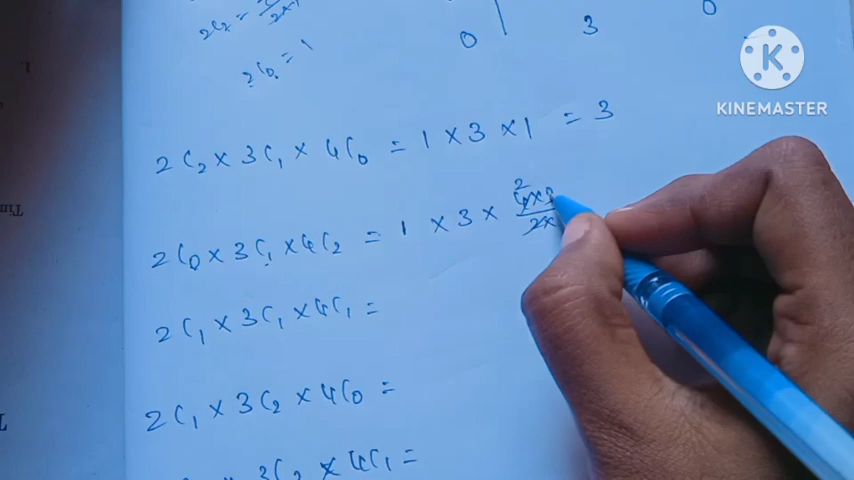 2C₀ = 1
0 3 0
K
KINEMASTER
2C₂ × 3C₁ × 4C₀ = 1 × 3 × 1 = 3
2C₀ × 3C₁ × 4C₂ = 1 × 3 ×
2C₁ × 3C₁ × 4C₁ =
2C₁ × 3C₂ × 4C₀ =
3C₂ × 4C₁ =